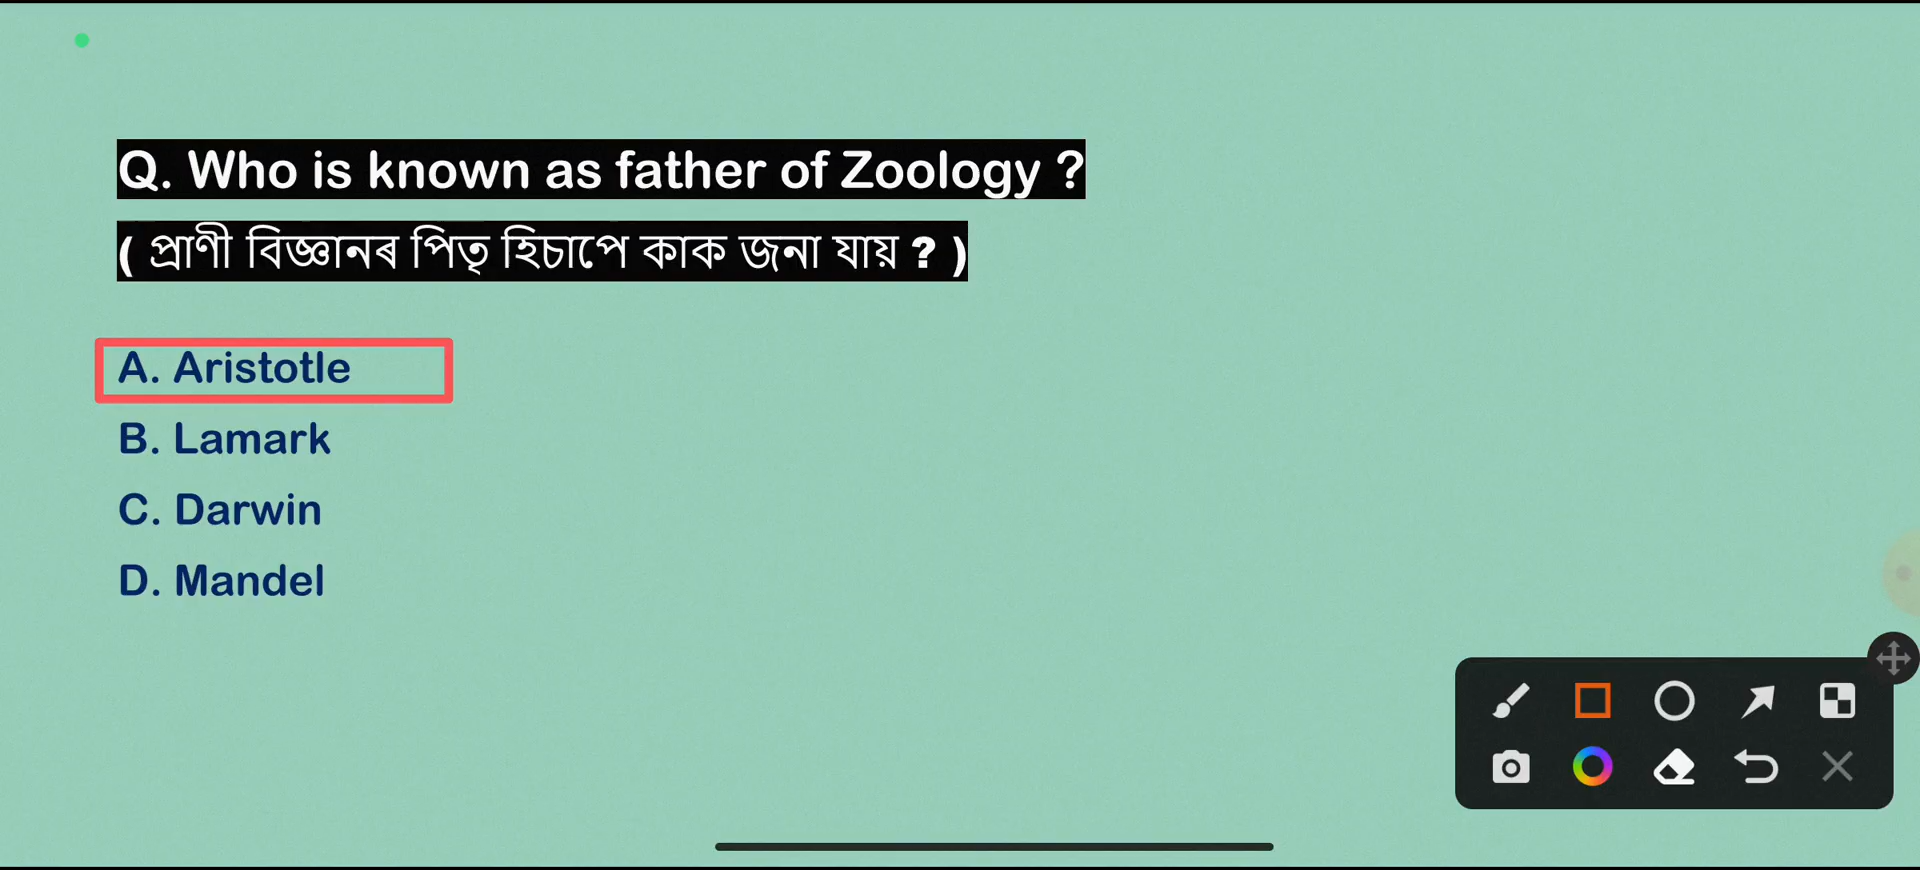 Q. Who is known as father of Zoology ?
( প্ৰাণী বিজ্ঞানৰ পিতৃ হিচাপে কাক জনা যায় ? )
A. Aristotle
B. Lamark
C. Darwin
D. Mandel